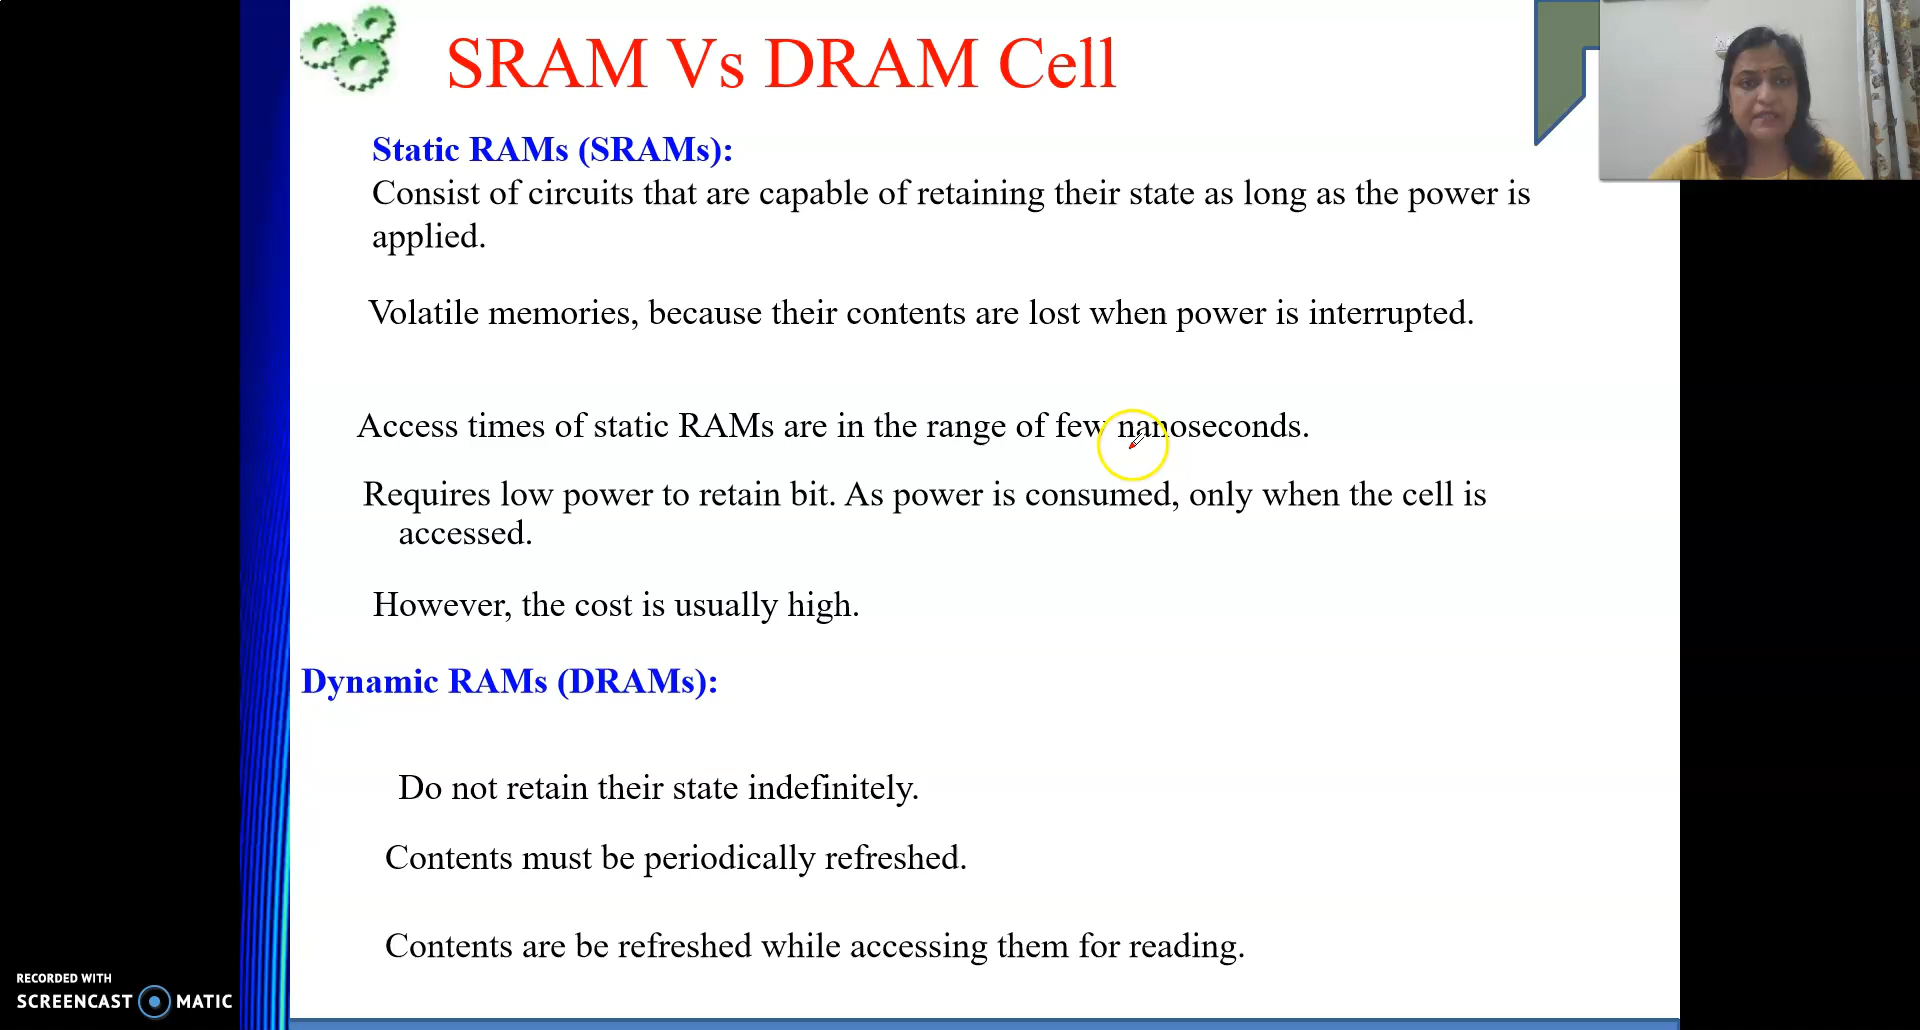 SRAM Vs DRAM Cell
Static RAMs (SRAMs):
Consist of circuits that are capable of retaining their state as long as the power is
applied.
Volatile memories, because their contents are lost when power is interrupted.
Access times of static RAMs are in the range of few nanoseconds.
Requires low power to retain bit. As power is consumed, only when the cell is
accessed.
However, the cost is usually high.
Dynamic RAMs (DRAMs):
Do not retain their state indefinitely.
Contents must be periodically refreshed.
Contents are be refreshed while accessing them for reading.
RECORDED WITH
SCREENCAST MATIC